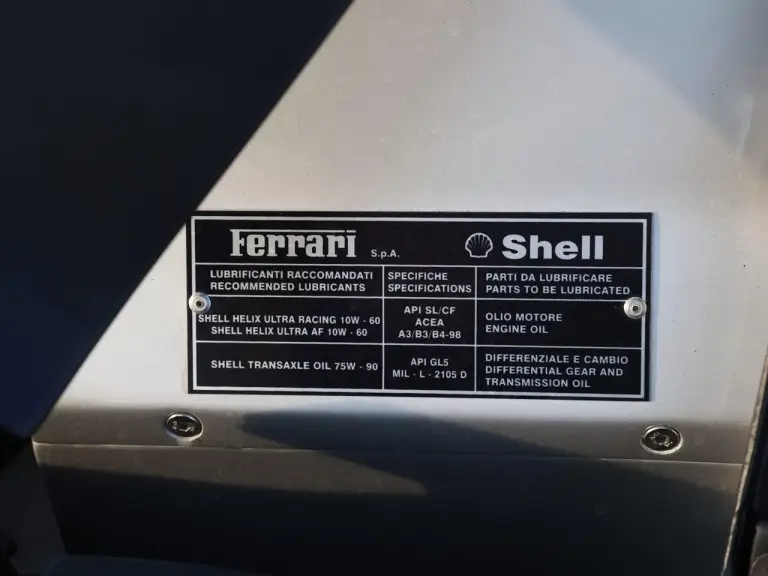 Ferrari S.p.A. Shell
LUBRIFICANTI RACCOMANDATI
RECOMMENDED LUBRICANTS
SPECIFICHE
SPECIFICATIONS
PARTI DA LUBRIFICARE
PARTS TO BE LUBRICATED
SHELL HELIX ULTRA RACING 10W - 60
SHELL HELIX ULTRA AF 10W - 60
API SL/CF
ACEA
A3/B3/B4-98
OLIO MOTORE
ENGINE OIL
SHELL TRANSAXLE OIL 75W - 90
API GL5
MIL - L - 2105 D
DIFFERENZIALE E CAMBIO
DIFFERENTIAL GEAR AND
TRANSMISSION OIL